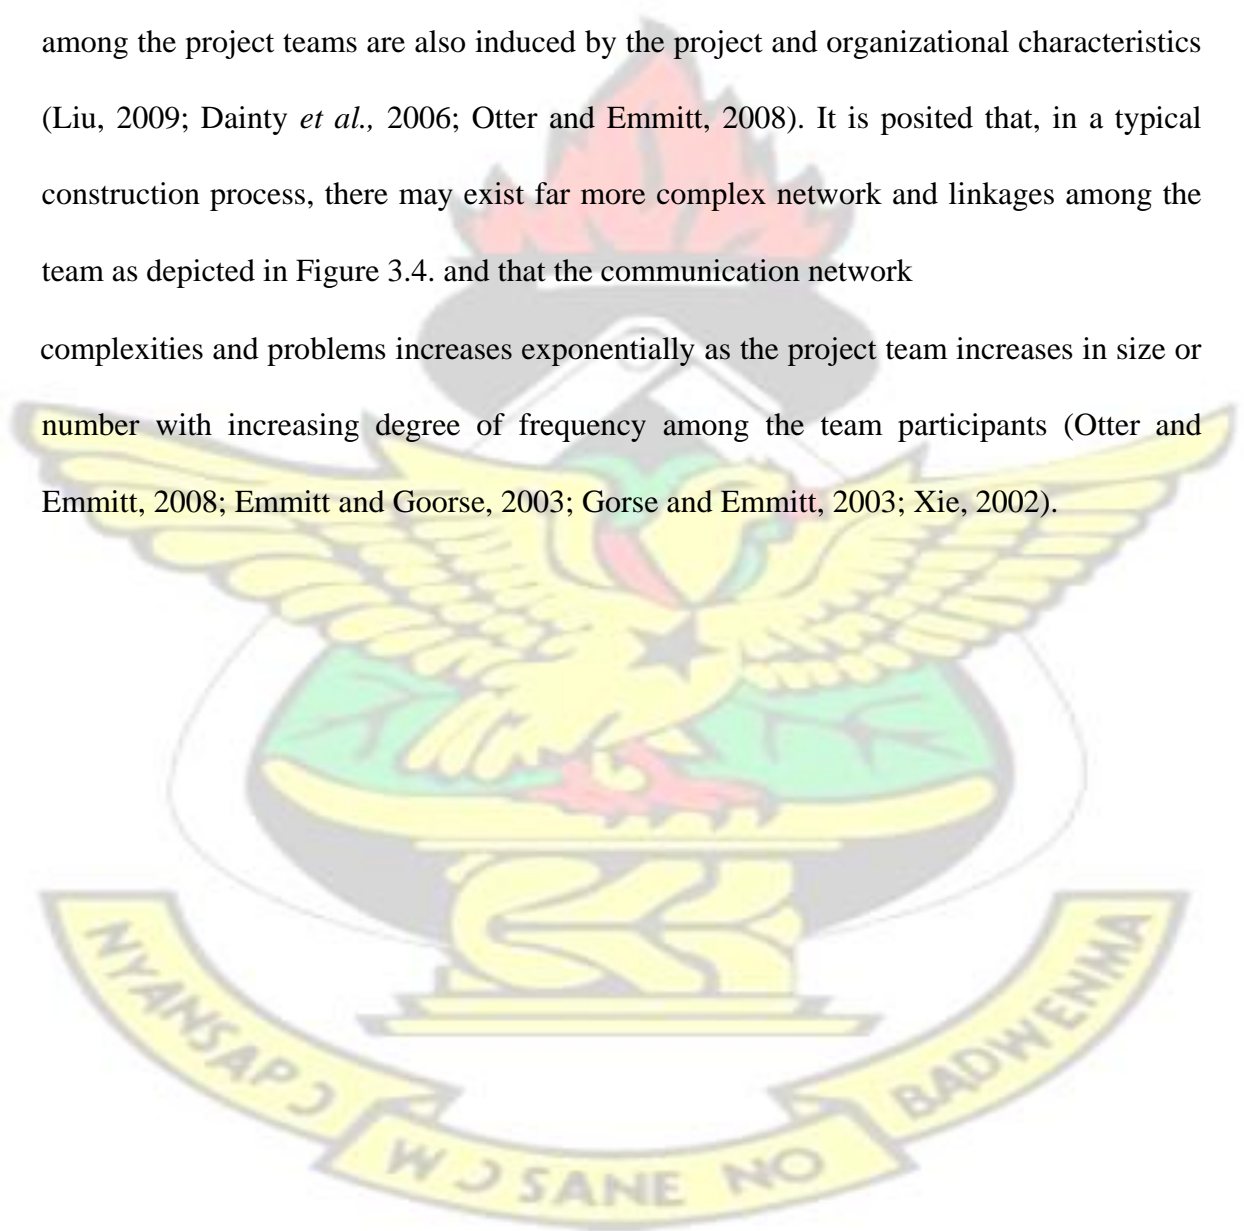 among the project teams are also induced by the project and organizational characteristics
(Liu, 2009; Dainty et al., 2006; Otter and Emmitt, 2008). It is posited that, in a typical
construction process, there may exist far more complex network and linkages among the
team as depicted in Figure 3.4. and that the communication network
complexities and problems increases exponentially as the project team increases in size or
number with increasing degree of frequency among the team participants (Otter and
Emmitt, 2008; Emmitt and Goorse, 2003; Gorse and Emmitt, 2003; Xie, 2002).
NYANSAPƆ
WƆ SANE NO
BADWENMA